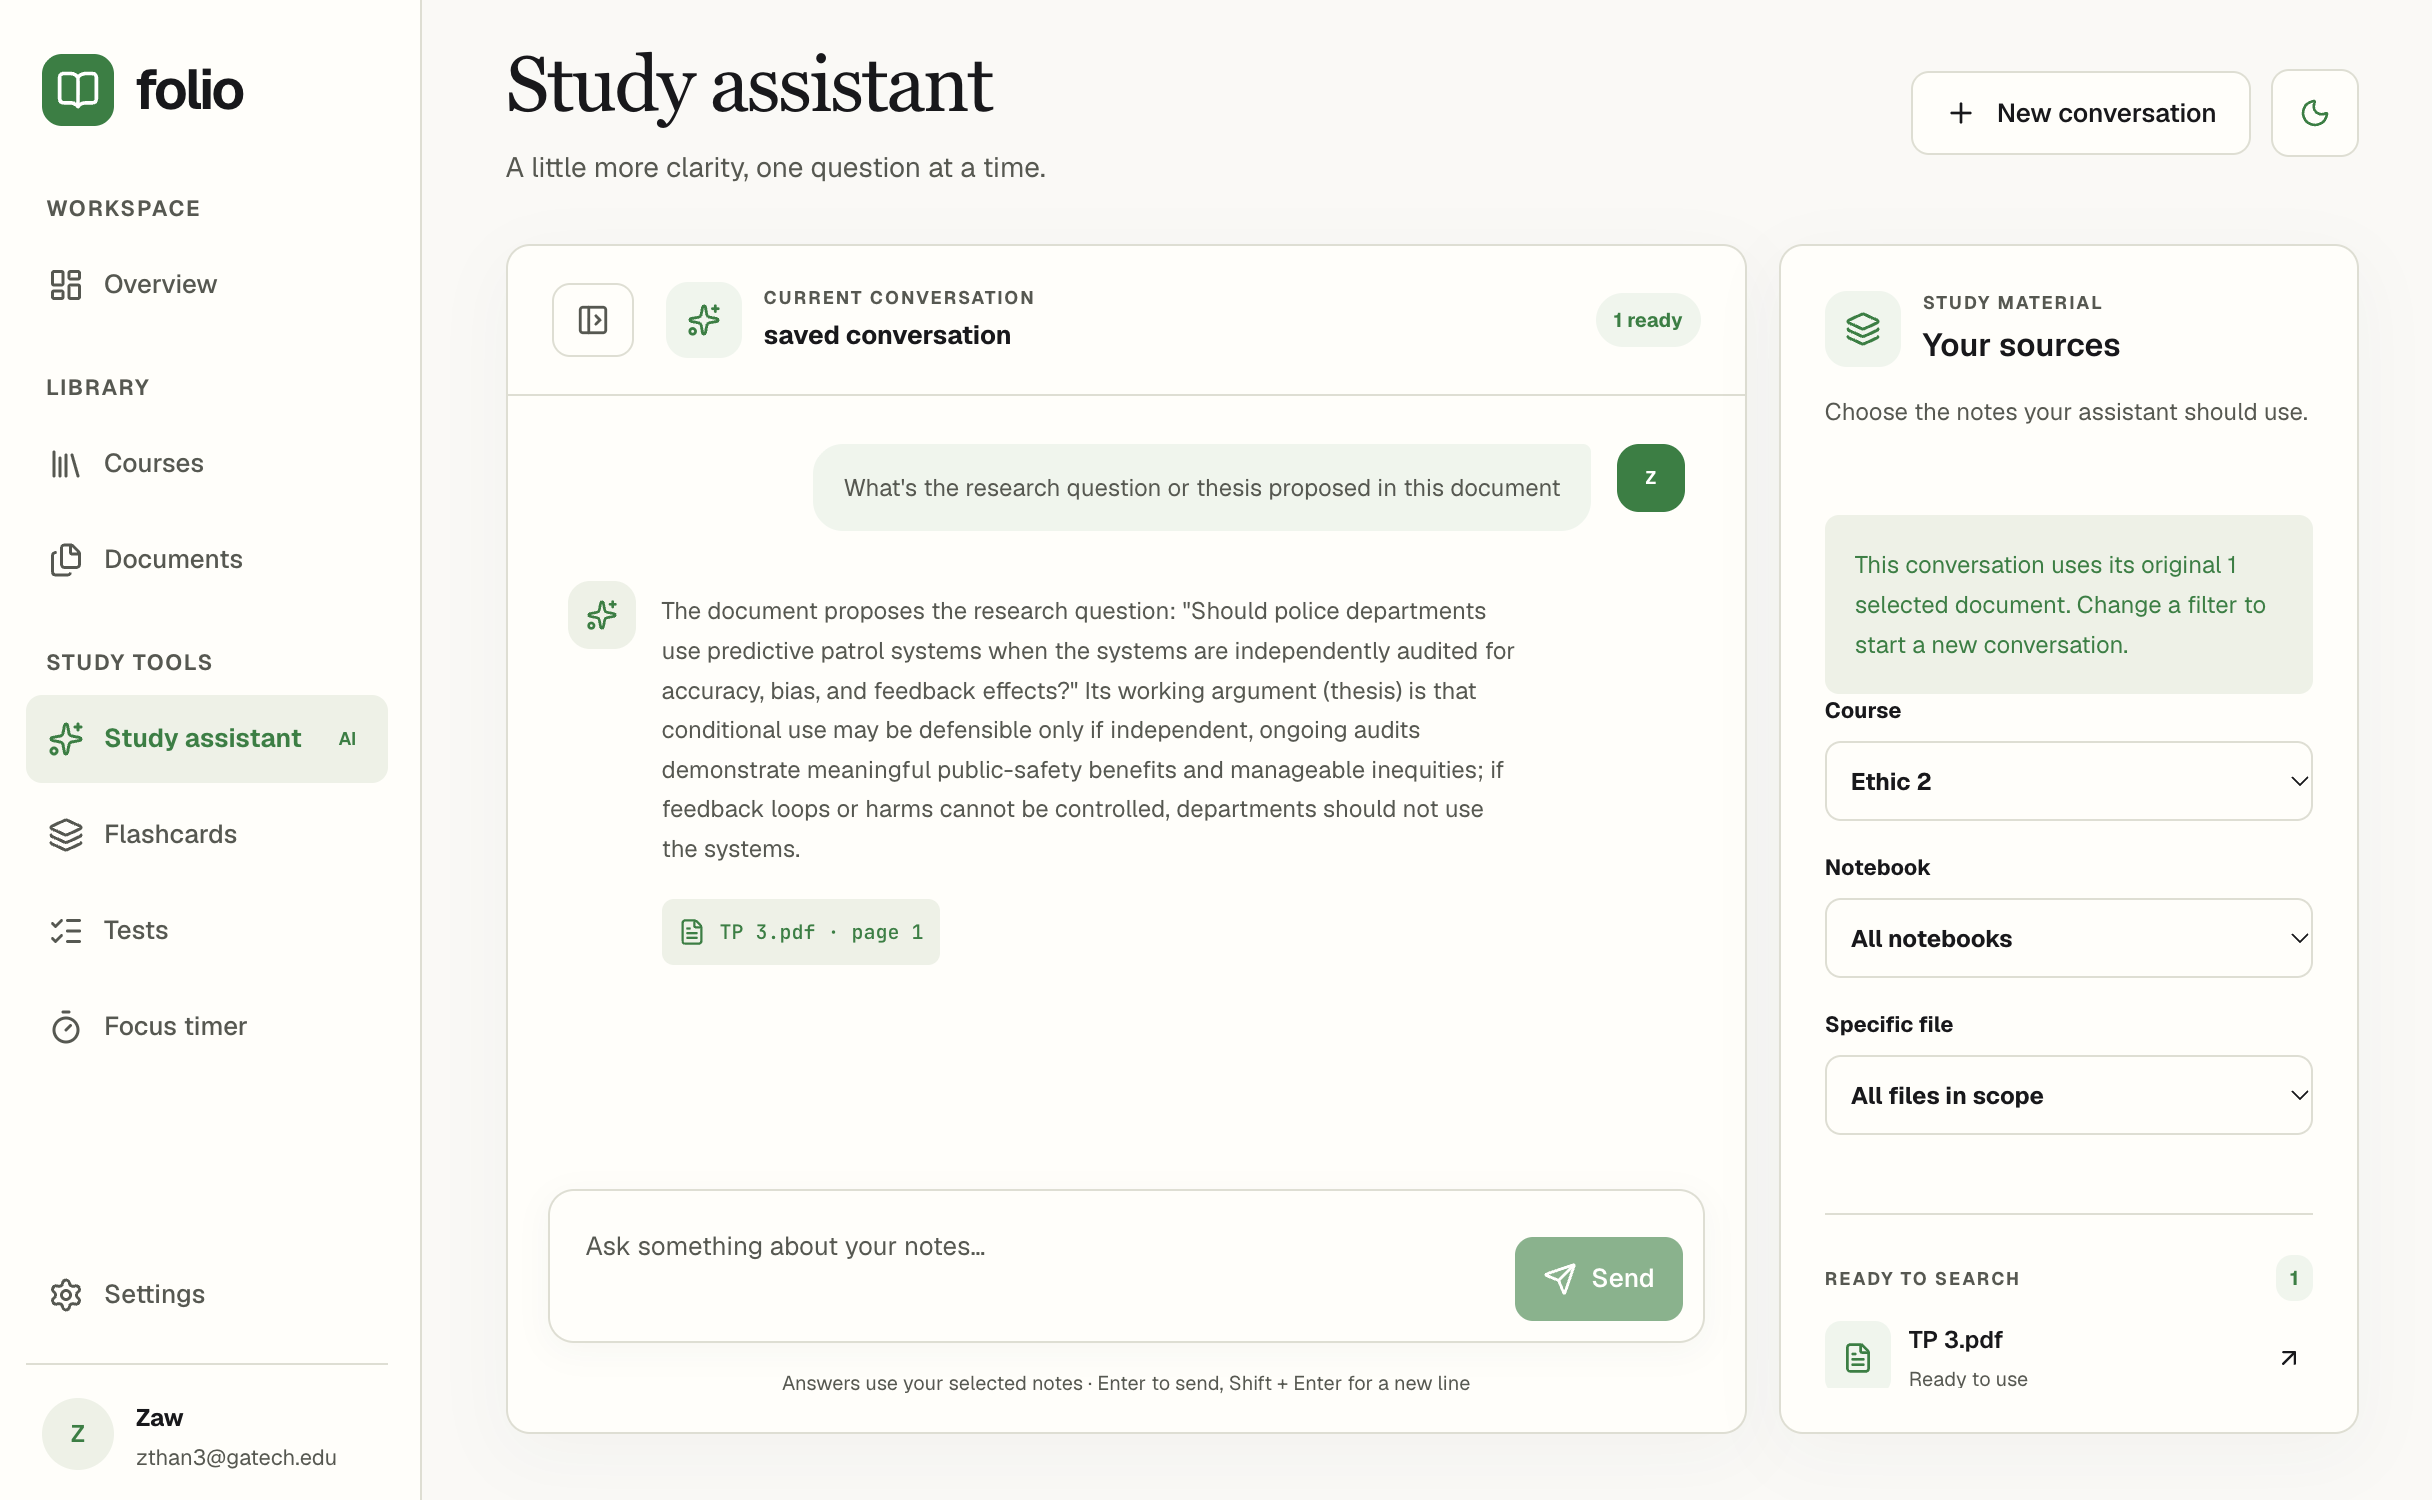 folio
WORKSPACE
Overview
LIBRARY
Courses
Documents
STUDY TOOLS
Study assistant AI
Flashcards
Tests
Focus timer
Settings
Z
Zaw
zthan3@gatech.edu
Study assistant
A little more clarity, one question at a time.
New conversation
CURRENT CONVERSATION
saved conversation
1 ready
What's the research question or thesis proposed in this document
Z
The document proposes the research question: "Should police departments
use predictive patrol systems when the systems are independently audited for
accuracy, bias, and feedback effects?" Its working argument (thesis) is that
conditional use may be defensible only if independent, ongoing audits
demonstrate meaningful public-safety benefits and manageable inequities; if
feedback loops or harms cannot be controlled, departments should not use
the systems.
TP 3.pdf · page 1
Ask something about your notes...
Send
Answers use your selected notes · Enter to send, Shift + Enter for a new line
STUDY MATERIAL
Your sources
Choose the notes your assistant should use.
This conversation uses its original 1
selected document. Change a filter to
start a new conversation.
Course
Ethic 2
Notebook
All notebooks
Specific file
All files in scope
READY TO SEARCH
1
TP 3.pdf
Ready to use